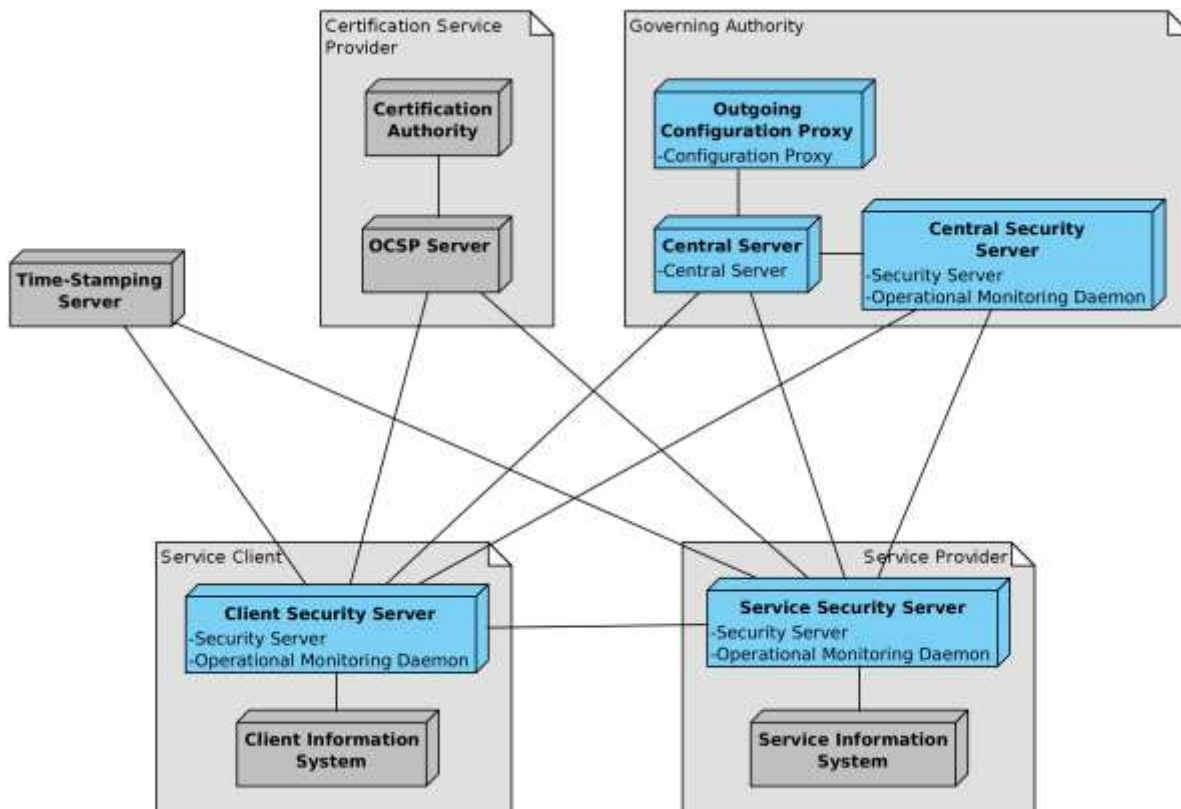 Certification Service
Provider
Certification
Authority
OCSP Server
Governing Authority
Outgoing
Configuration Proxy
-Configuration Proxy
Central Server
-Central Server
Central Security
Server
-Security Server
-Operational Monitoring Daemon
Time-Stamping
Server
Service Client
Client Security Server
-Security Server
-Operational Monitoring Daemon
Client Information
System
Service Provider
Service Security Server
-Security Server
-Operational Monitoring Daemon
Service Information
System